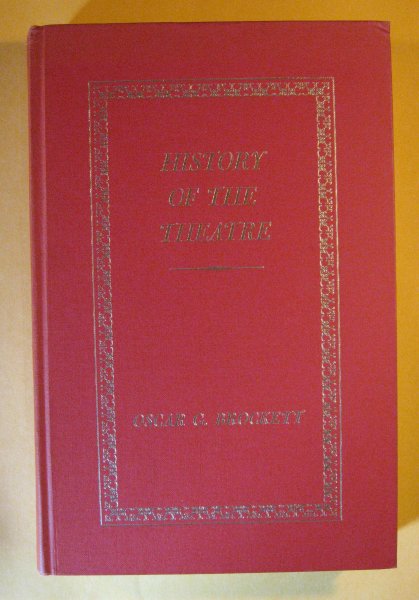 HISTORY
OF THE
THEATRE
OSCAR G. BROCKETT